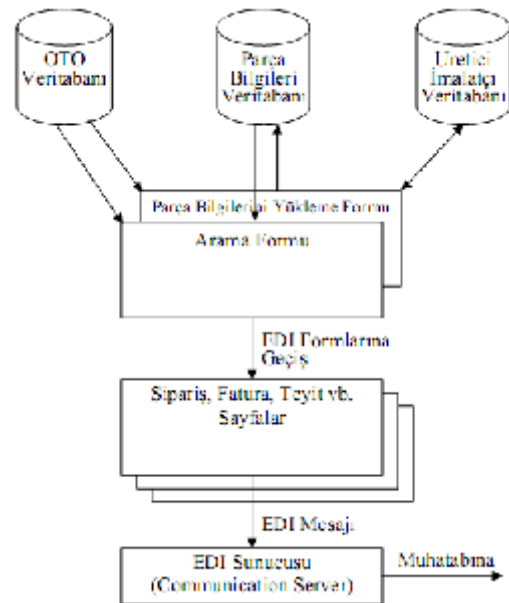 OTO
Veritabanı
Parça
Bilgileri
Veritabanı
Üretici
İmalatçı
Veritabanı
Parça Bilgilerini Yükleme Formu
Arama Formu
EDI Formlarına
Geçiş
Sipariş, Fatura, Teyit vb.
Sayfalar
EDI Mesajı
EDI Sunucusu
(Communication Server)
Muhatabına